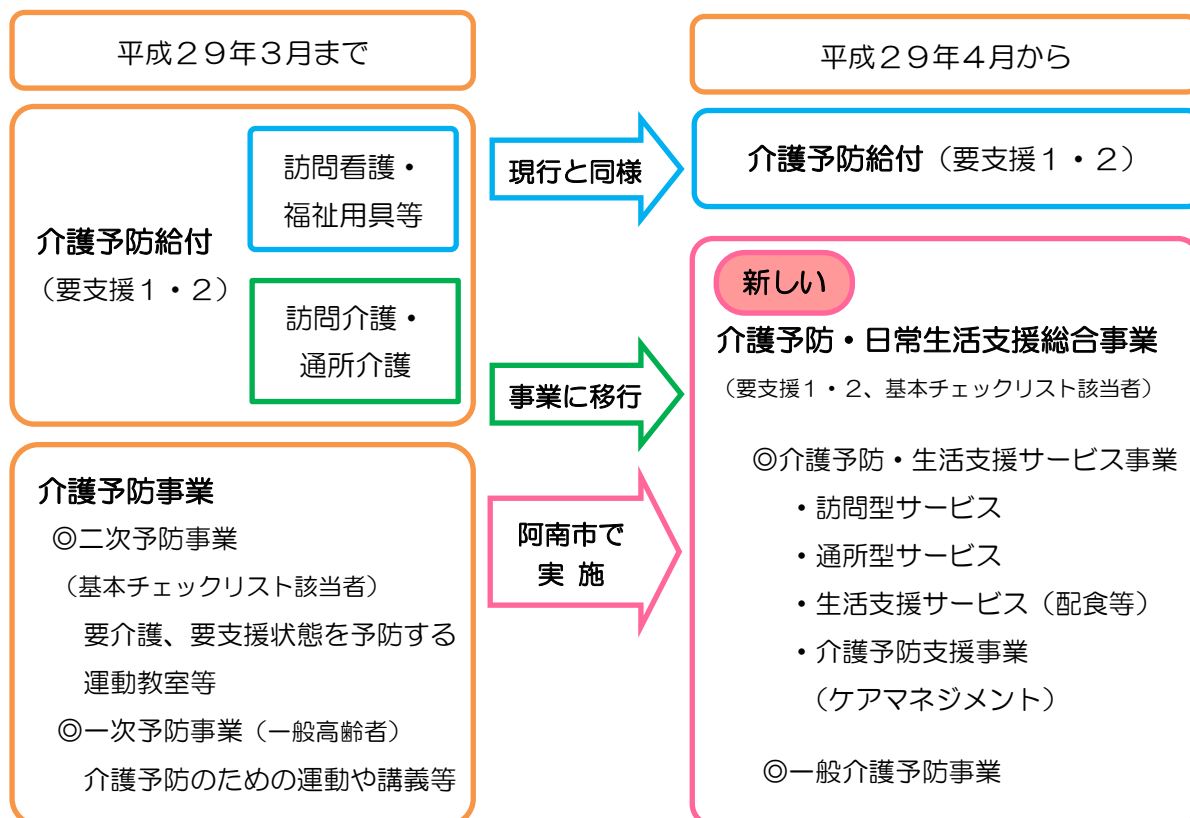 平成２９年３月まで
介護予防給付
（要支援１・２）
訪問看護・
福祉用具等
訪問介護・
通所介護
介護予防事業
◎二次予防事業
（基本チェックリスト該当者）
要介護、要支援状態を予防する
運動教室等
◎一次予防事業（一般高齢者）
介護予防のための運動や講義等
現行と同様
事業に移行
阿南市で
実 施
平成２９年４月から
介護予防給付（要支援１・２）
新しい
介護予防・日常生活支援総合事業
（要支援１・２、基本チェックリスト該当者）
◎介護予防・生活支援サービス事業
・訪問型サービス
・通所型サービス
・生活支援サービス（配食等）
・介護予防支援事業
（ケアマネジメント）
◎一般介護予防事業